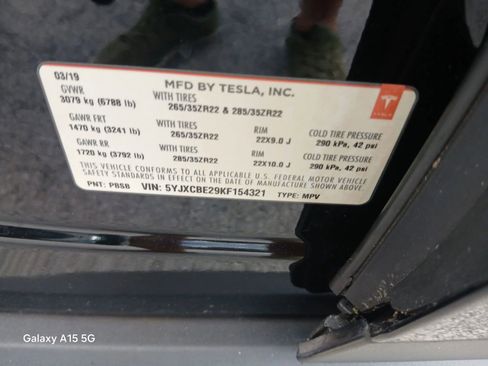 03/19
MFD BY TESLA, INC.
GVWR
3079 kg (6788 lb)
WITH TIRES
265/35ZR22 & 285/35ZR22
TESLA
GAWR FRT
1470 kg (3241 lb)
WITH TIRES
265/35ZR22
RIM
22X9.0 J
COLD TIRE PRESSURE
290 kPa, 42 psi
GAWR RR
1720 kg (3792 lb)
WITH TIRES
285/35ZR22
RIM
22X10.0 J
COLD TIRE PRESSURE
290 kPa, 42 psi
THIS VEHICLE CONFORMS TO ALL APPLICABLE U.S. FEDERAL MOTOR VEHICLE
SAFETY STANDARDS IN EFFECT ON THE DATE OF MANUFACTURE SHOWN ABOVE.
PNT: PBSB VIN: 5YJXCBE29KF154321 TYPE: MPV
Galaxy A15 5G